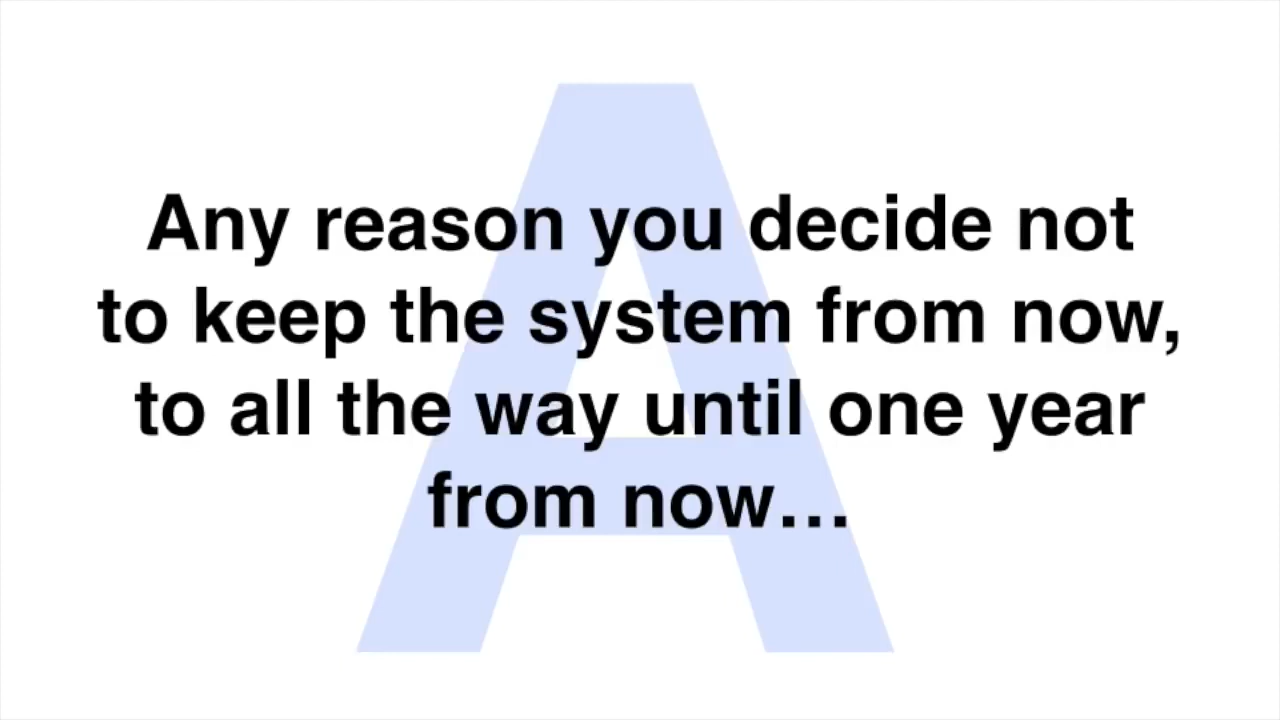 Any reason you decide not
to keep the system from now,
to all the way until one year
from now…
A